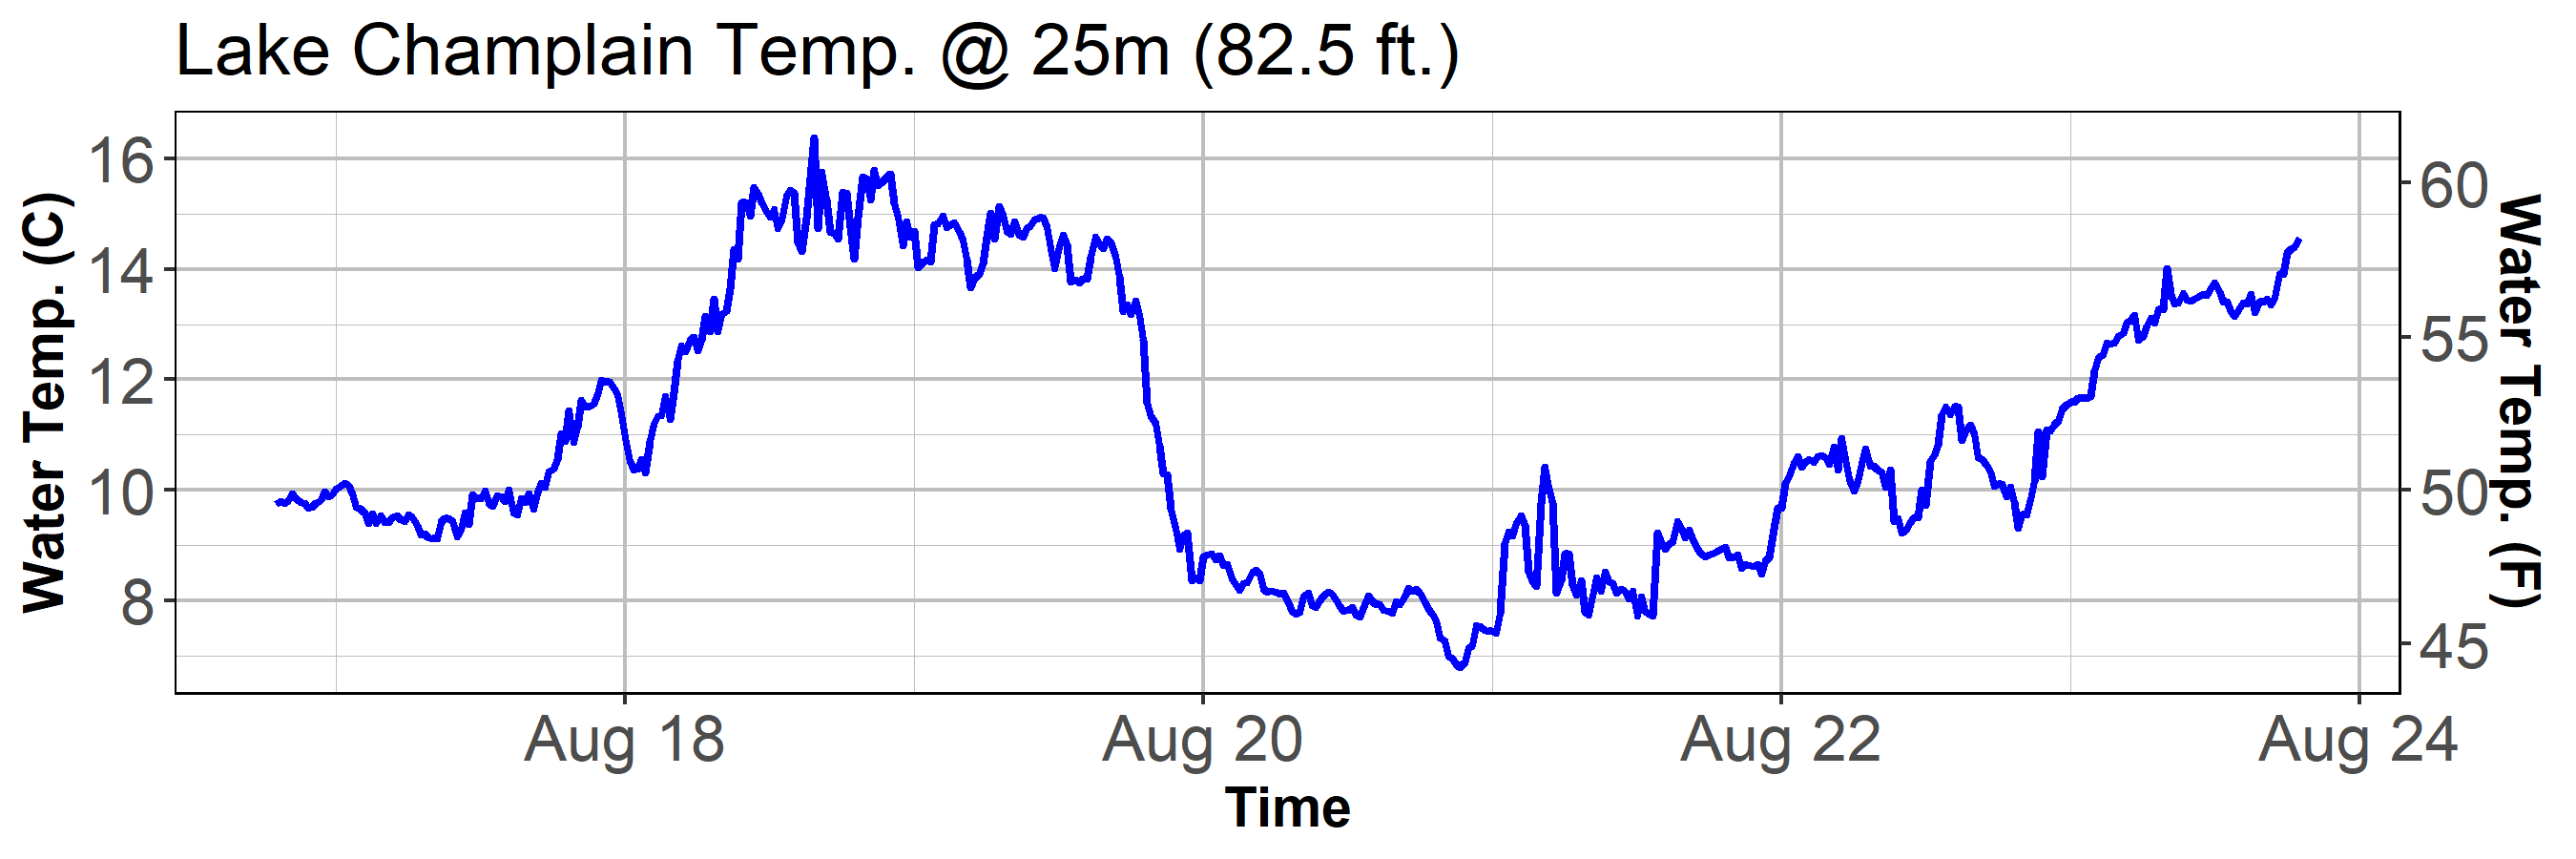 Lake Champlain Temp. @ 25m (82.5 ft.)
Water Temp. (C)
16
14
12
10
8
60
55
50
45
Water Temp. (F)
Aug 18
Aug 20
Aug 22
Aug 24
Time